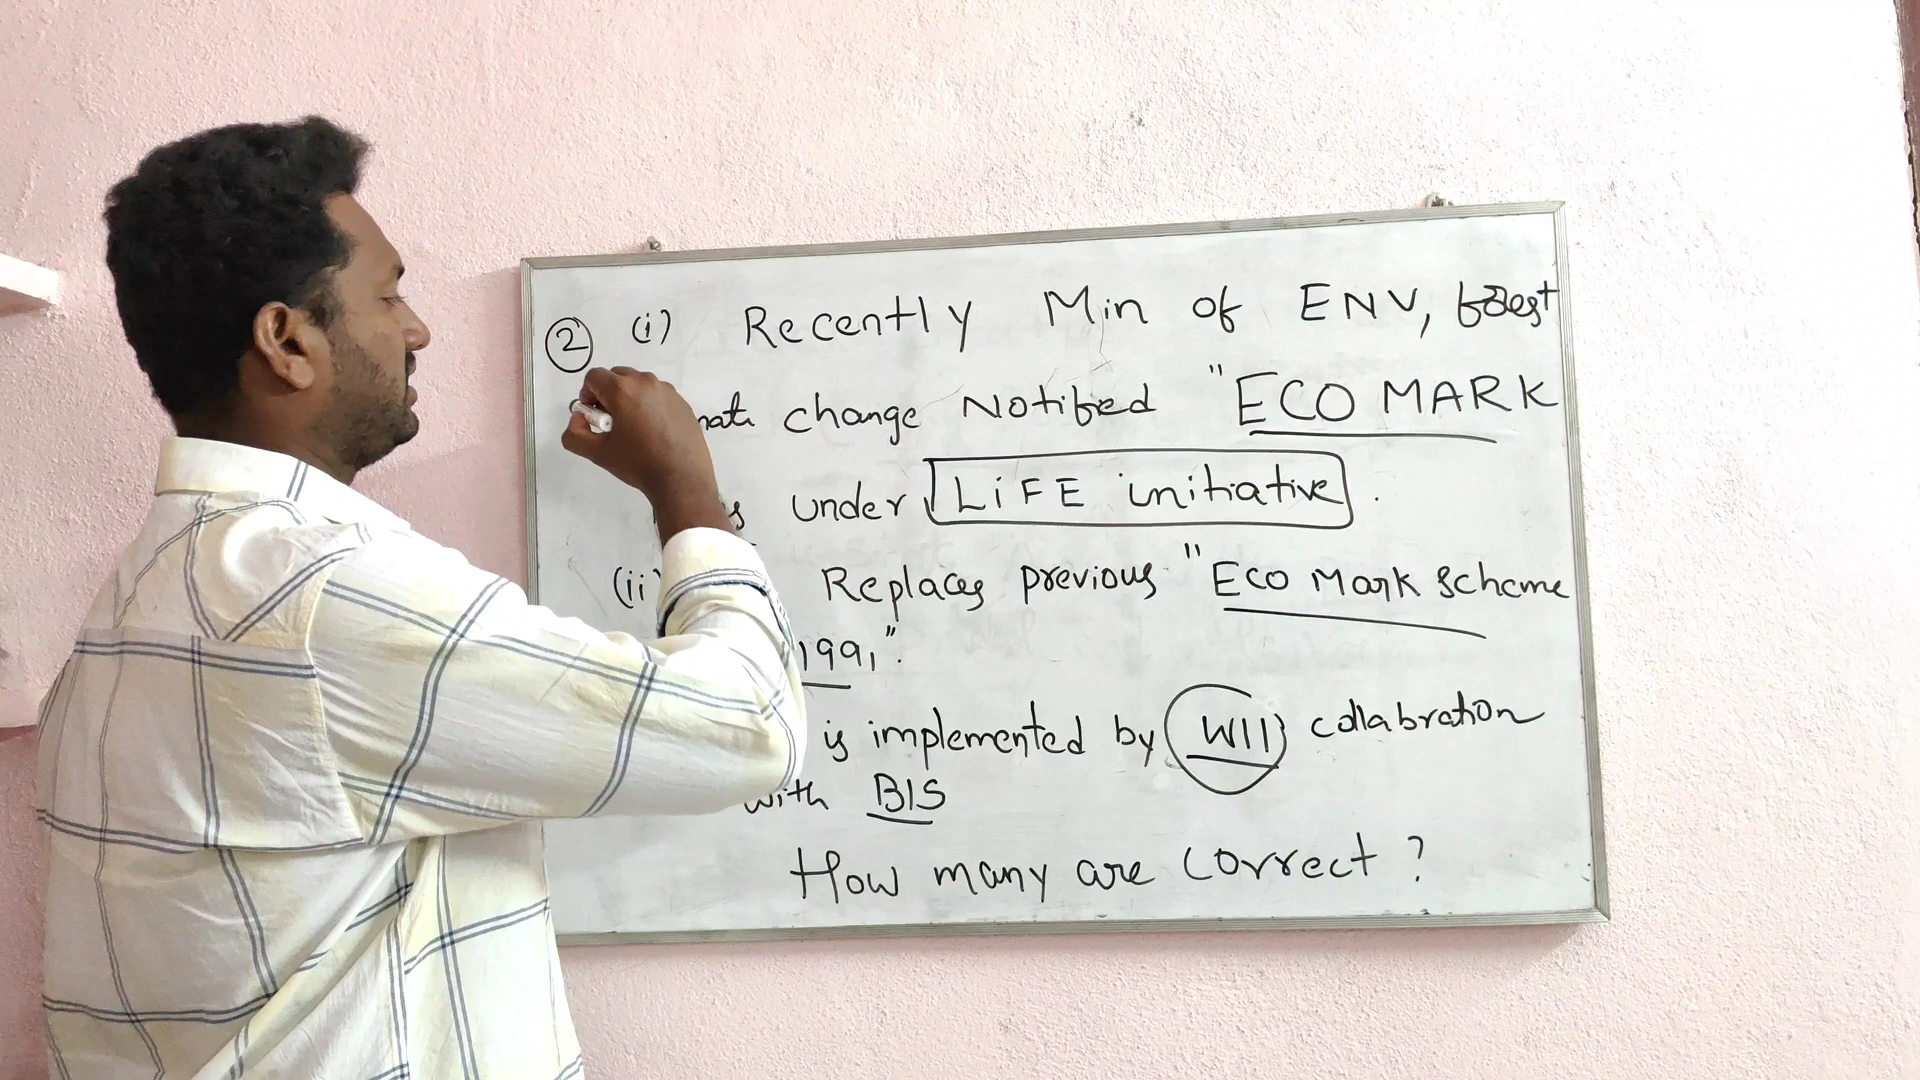 ② (i) Recently Min of ENV, forest
change Notified "ECO MARK
under LiFE initiative.
(ii) Replaces previous "Eco Mark scheme
1991".
is implemented by WII collabration
with BIS
How many are correct ?